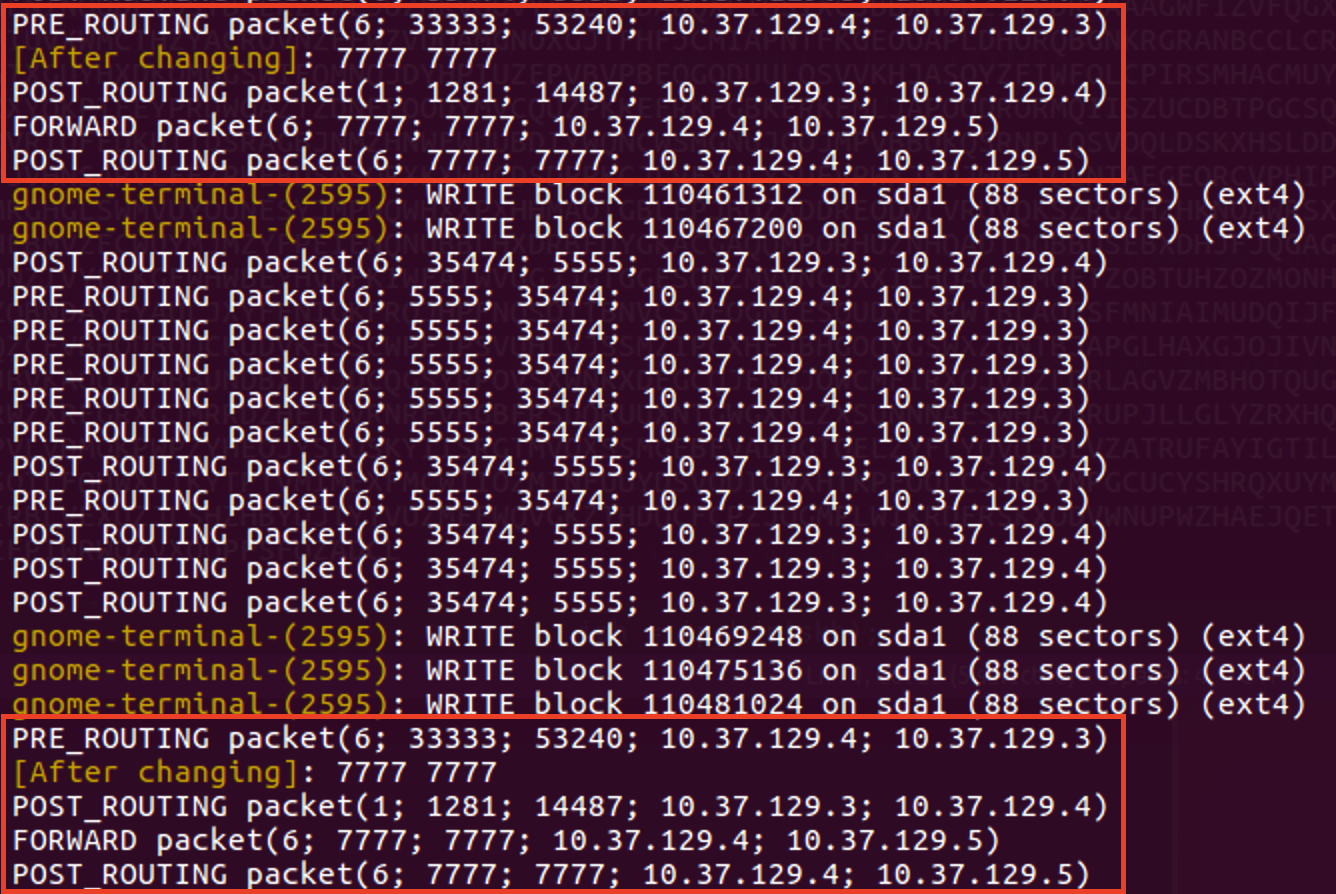 PRE_ROUTING packet(6; 33333; 53240; 10.37.129.4; 10.37.129.3)
[After changing]: 7777 7777
POST_ROUTING packet(1; 1281; 14487; 10.37.129.3; 10.37.129.4)
FORWARD packet(6; 7777; 7777; 10.37.129.4; 10.37.129.5)
POST_ROUTING packet(6; 7777; 7777; 10.37.129.4; 10.37.129.5)
gnome-terminal-(2595): WRITE block 110461312 on sda1 (88 sectors) (ext4)
gnome-terminal-(2595): WRITE block 110467200 on sda1 (88 sectors) (ext4)
POST_ROUTING packet(6; 35474; 5555; 10.37.129.3; 10.37.129.4)
PRE_ROUTING packet(6; 5555; 35474; 10.37.129.4; 10.37.129.3)
PRE_ROUTING packet(6; 5555; 35474; 10.37.129.4; 10.37.129.3)
PRE_ROUTING packet(6; 5555; 35474; 10.37.129.4; 10.37.129.3)
PRE_ROUTING packet(6; 5555; 35474; 10.37.129.4; 10.37.129.3)
PRE_ROUTING packet(6; 5555; 35474; 10.37.129.4; 10.37.129.3)
POST_ROUTING packet(6; 35474; 5555; 10.37.129.3; 10.37.129.4)
PRE_ROUTING packet(6; 5555; 35474; 10.37.129.4; 10.37.129.3)
POST_ROUTING packet(6; 35474; 5555; 10.37.129.3; 10.37.129.4)
POST_ROUTING packet(6; 35474; 5555; 10.37.129.3; 10.37.129.4)
POST_ROUTING packet(6; 35474; 5555; 10.37.129.3; 10.37.129.4)
gnome-terminal-(2595): WRITE block 110469248 on sda1 (88 sectors) (ext4)
gnome-terminal-(2595): WRITE block 110475136 on sda1 (88 sectors) (ext4)
gnome-terminal-(2595): WRITE block 110481024 on sda1 (88 sectors) (ext4)
PRE_ROUTING packet(6; 33333; 53240; 10.37.129.4; 10.37.129.3)
[After changing]: 7777 7777
POST_ROUTING packet(1; 1281; 14487; 10.37.129.3; 10.37.129.4)
FORWARD packet(6; 7777; 7777; 10.37.129.4; 10.37.129.5)
POST_ROUTING packet(6; 7777; 7777; 10.37.129.4; 10.37.129.5)